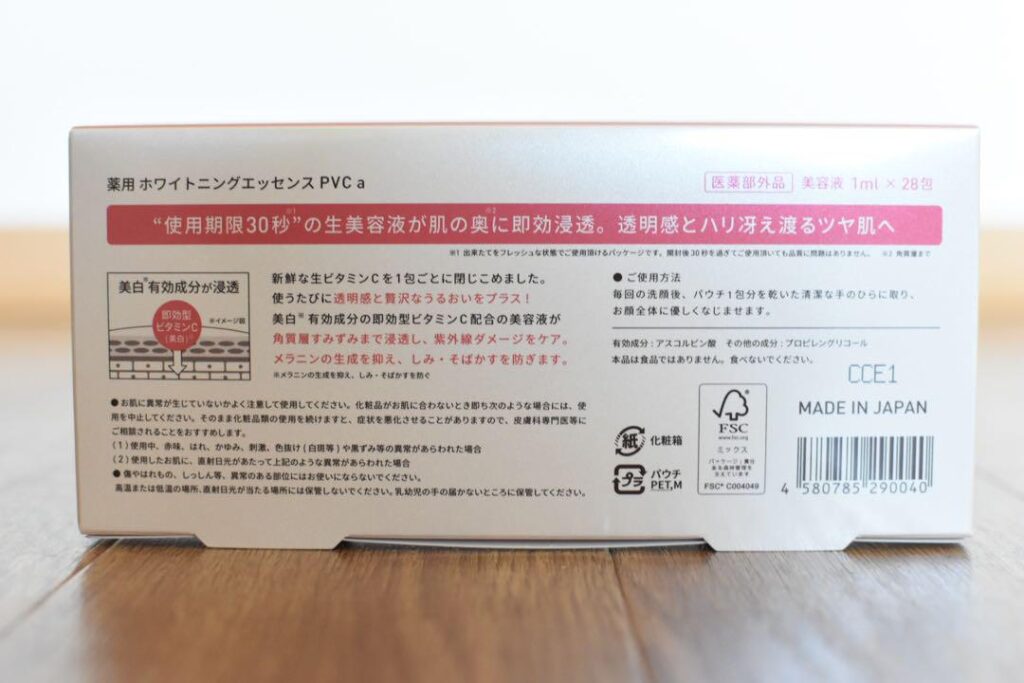 薬用 ホワイトニングエッセンス PVC a
医薬部外品 美容液 1ml × 28包
“使用期限30秒※1”の生美容液が肌の奥※2に即効浸透。透明感とハリ冴え渡るツヤ肌へ
※1 出来たてをフレッシュな状態でご使用頂けるパッケージです。開封後30秒を過ぎてご使用頂いても品質に問題はありません。 ※2 角質層まで
美白※有効成分が浸透
即効型
ビタミンC
(美白)※
※イメージ図
新鮮な生ビタミンCを1包ごとに閉じこめました。
使うたびに透明感と贅沢なうるおいをプラス！
美白※有効成分の即効型ビタミンC配合の美容液が
角質層すみずみまで浸透し、紫外線ダメージをケア。
メラニンの生成を抑え、しみ・そばかすを防ぎます。
※メラニンの生成を抑え、しみ・そばかすを防ぐ
●ご使用方法
毎回の洗顔後、パウチ1包分を乾いた清潔な手のひらに取り、
お顔全体に優しくなじませます。
有効成分：アスコルビン酸 その他の成分：プロピレングリコール
本品は食品ではありません。食べないでください。
CCE1
MADE IN JAPAN
●お肌に異常が生じていないかよく注意して使用してください。化粧品がお肌に合わないとき即ち次のような場合には、使
用を中止してください。そのまま化粧品類の使用を続けますと、症状を悪化させることがありますので、皮膚科専門医等に
ご相談されることをおすすめします。
(1)使用中、赤味、はれ、かゆみ、刺激、色抜け(白斑等)や黒ずみ等の異常があらわれた場合
(2)使用したお肌に、直射日光があたって上記のような異常があらわれた場合
●傷やはれもの、しっしん等、異常のある部位にはお使いにならないでください。
高温または低温の場所、直射日光が当たる場所には保管しないでください。乳幼児の手の届かないところに保管してください。
紙 化粧箱
プラ パウチ
PET,M
FSC
www.fsc.org
ミックス
パッケージ｜責任
ある森林管理を
支えています
FSC® C004049
4 580785 290040